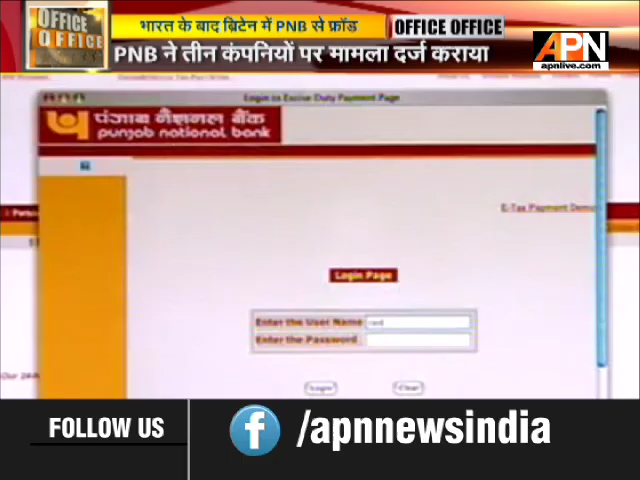 OFFICE
OFFICE
भारत के बाद ब्रिटेन में PNB से फ्रॉड
OFFICE OFFICE
PNB ने तीन कंपनियों पर मामला दर्ज कराया
APN
apnlive.com
Login to Excise Duty Payment Page
पंजाब नैशनल बैंक
punjab national bank
E-Tax Payment Demo
Login Page
Enter the User Name
Enter the Password
Login
Clear
FOLLOW US
f
/apnnewsindia